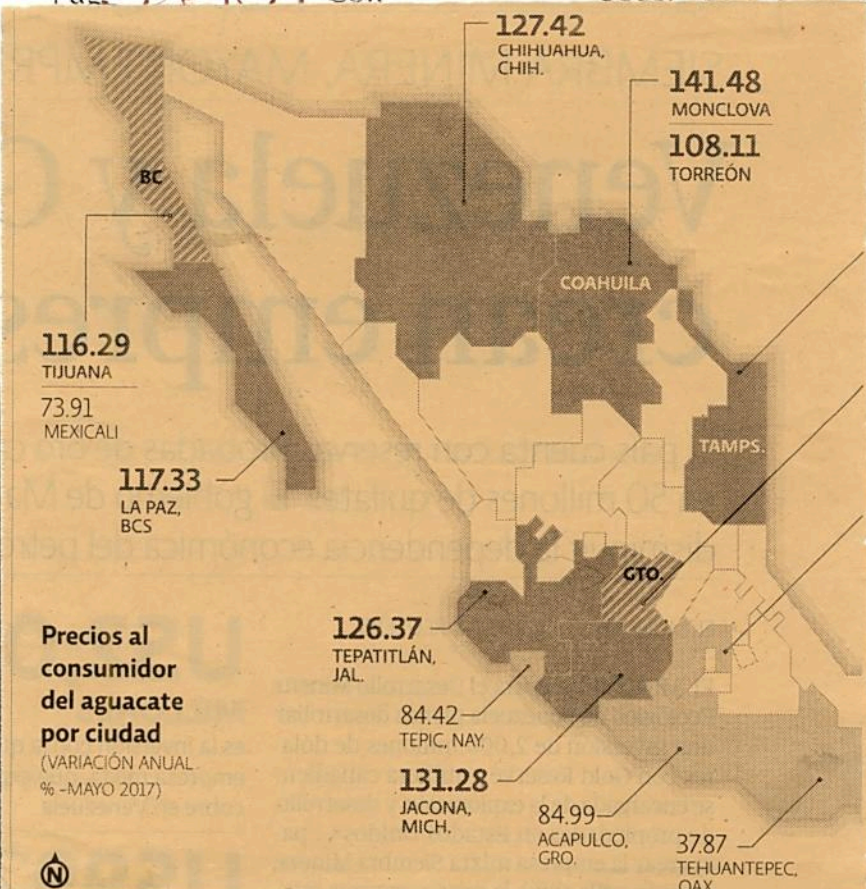 127.42
CHIHUAHUA,
CHIH.
141.48
MONCLOVA
108.11
TORREÓN
BC
COAHUILA
116.29
TIJUANA
73.91
MEXICALI
TAMPS.
117.33
LA PAZ,
BCS
GTO.
Precios al
consumidor
del aguacate
por ciudad
(VARIACIÓN ANUAL
% -MAYO 2017)
126.37
TEPATITLÁN,
JAL.
84.42
TEPIC, NAY.
131.28
JACONA,
MICH.
84.99
ACAPULCO,
GRO.
37.87
TEHUANTEPEC,
OAX.
N